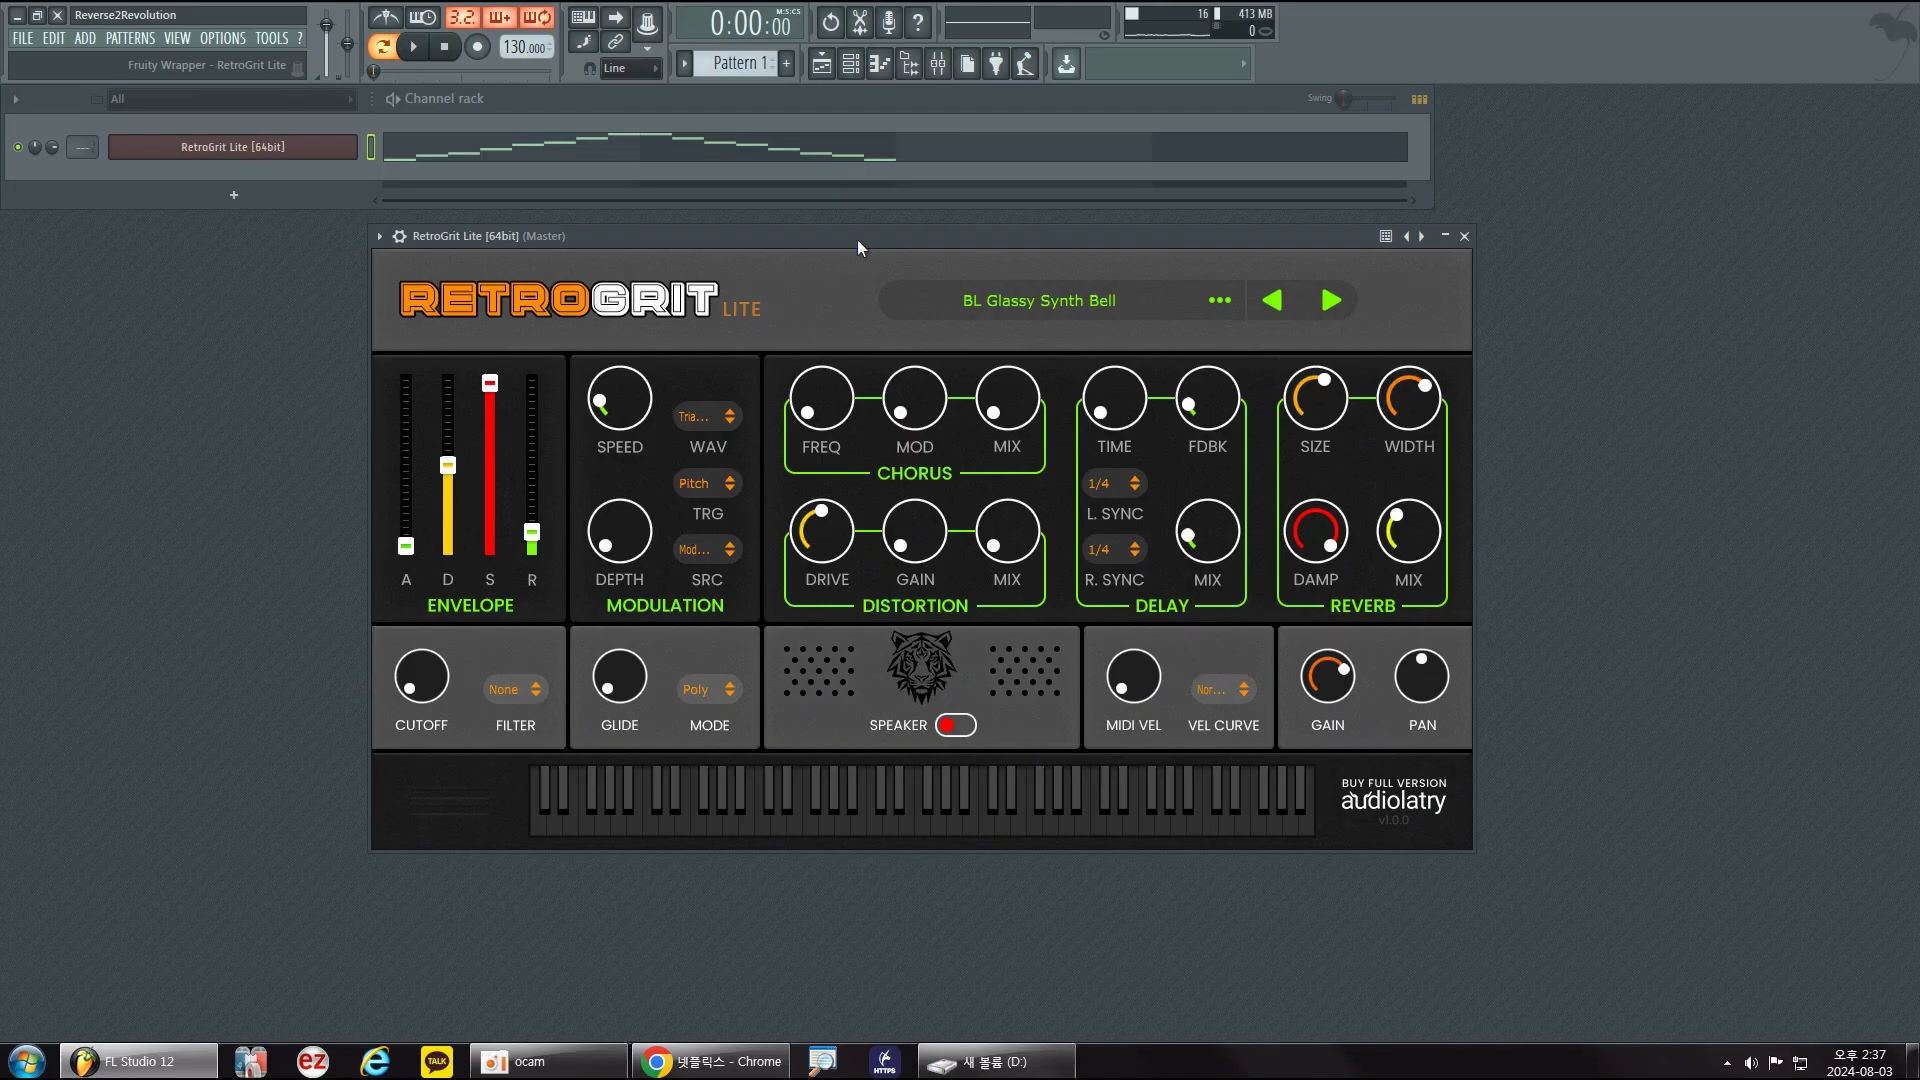 Reverse2Revolution
FILE EDIT ADD PATTERNS VIEW OPTIONS TOOLS ?
Fruity Wrapper - RetroGrit Lite
3.2.
130.000
Line
0:00:00
M:S:CS
Pattern 1
16
413 MB
0
All
Channel rack
Swing
RetroGrit Lite [64bit]
+
RetroGrit Lite [64bit] (Master)
RETROGRIT LITE
BL Glassy Synth Bell
SPEED
Tria...
WAV
Pitch
TRG
DEPTH
Mod...
SRC
MODULATION
A D S R
ENVELOPE
FREQ MOD MIX
CHORUS
DRIVE GAIN MIX
DISTORTION
TIME FDBK
1/4
L. SYNC
1/4
R. SYNC MIX
DELAY
SIZE WIDTH
DAMP MIX
REVERB
None
CUTOFF FILTER
Poly
GLIDE MODE
SPEAKER
Nor...
MIDI VEL VEL CURVE
GAIN PAN
BUY FULL VERSION
audiolatry
v1.0.0
FL Studio 12
ez
TALK
ocam
넷플릭스 - Chrome
HTTPS
새 볼륨 (D:)
오후 2:37
2024-08-03